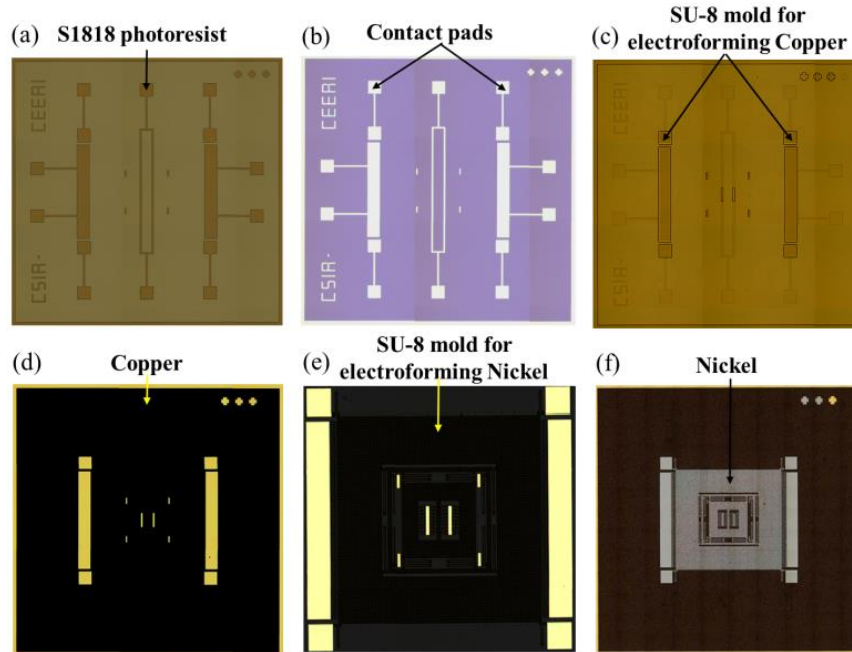 (a)
S1818 photoresist
CEERI
CSIR-
(b)
Contact pads
CEERI
CSIR-
(c)
SU-8 mold for
electroforming Copper
CEERI
CSIR-
(d)
Copper
(e)
SU-8 mold for
electroforming Nickel
(f)
Nickel